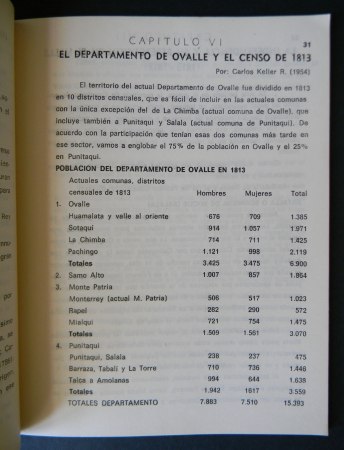 CAPITULO VI
31
EL DEPARTAMENTO DE OVALLE Y EL CENSO DE 1813
Por: Carlos Keller R. (1954)
El territorio del actual Departamento de Ovalle fue dividido en 1813
en 10 distritos censuales, que es fácil de incluir en las actuales comunas
con la única excepción del de La Chimba (actual comuna de Ovalle), que
incluye también a Punitaqui y Salala (actual comuna de Punitaqui). De
acuerdo con la participación que tenían esas dos comunas más tarde en
ese sector, vamos a englobar el 75% de la población en Ovalle y el 25% en
Punitaqui.
POBLACION DEL DEPARTAMENTO DE OVALLE EN 1813
Actuales comunas, distritos
censuales de 1813 Hombres Mujeres Total
1. Ovalle
Huamalata y valle al oriente 676 709 1.385
Sotaquí 914 1.057 1.971
La Chimba 714 711 1.425
Pachingo 1.121 998 2.119
Totales 3.425 3.475 6.900
2. Samo Alto 1.007 857 1.864
3. Monte Patria
Monterrey (actual M. Patria) 506 517 1.023
Rapel 282 290 572
Mialqui 721 754 1.475
Totales 1.509 1.561 3.070
4. Punitaqui
Punitaqui, Salala 238 237 475
Barraza, Tabalí y La Torre 710 736 1.446
Talca a Amolanas 994 644 1.638
Totales 1.942 1617 3.559
TOTALES DEPARTAMENTO 7.883 7.510 15.393